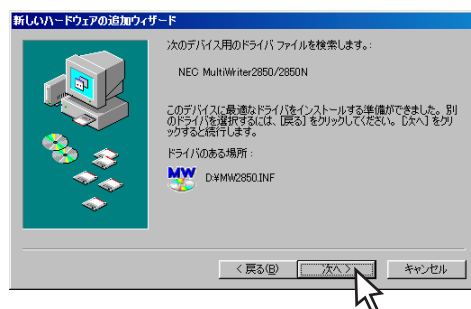 新しいハードウェアの追加ウィザード
次のデバイス用のドライバ ファイルを検索します。:
NEC MultiWriter2850/2850N
このデバイスに最適なドライバをインストールする準備ができました。別
のドライバを選択するには、[戻る] をクリックしてください。[次へ] をクリ
ックすると続行します。
ドライバのある場所:
MW
D:¥MW2850.INF
< 戻る(B)
次へ >
キャンセル